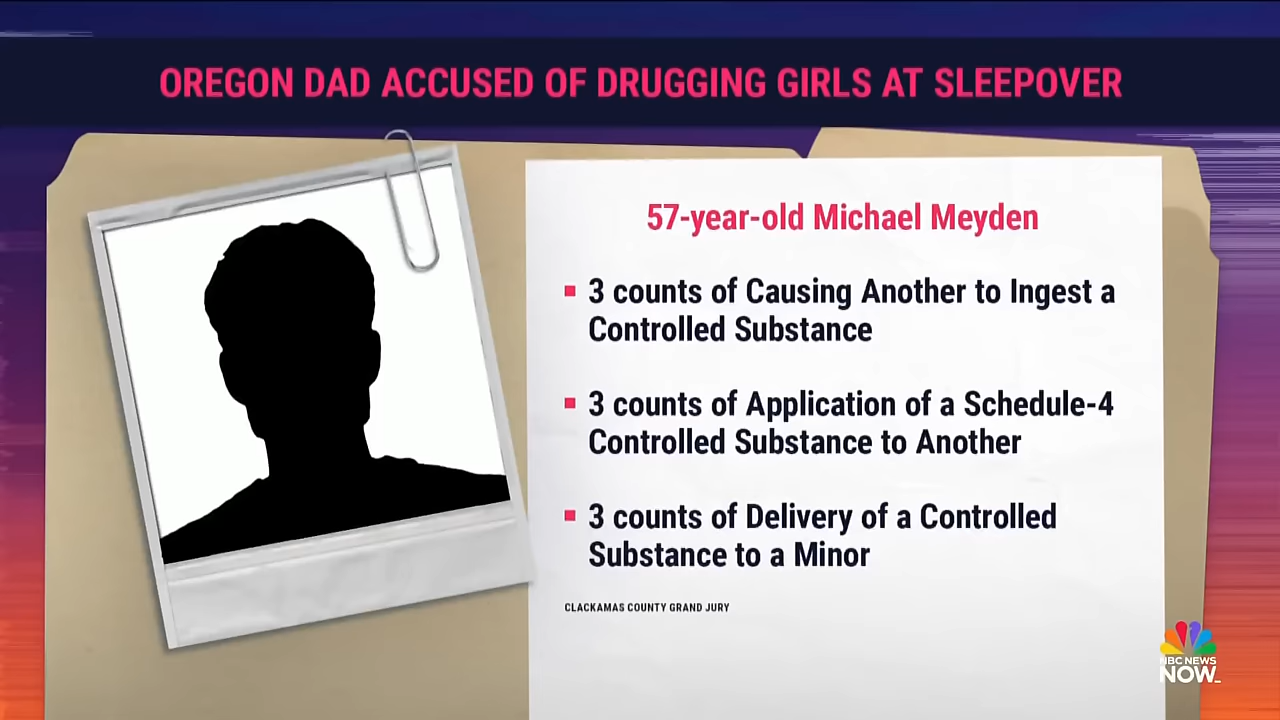 OREGON DAD ACCUSED OF DRUGGING GIRLS AT SLEEPOVER
57-year-old Michael Meyden
3 counts of Causing Another to Ingest a
Controlled Substance
3 counts of Application of a Schedule-4
Controlled Substance to Another
3 counts of Delivery of a Controlled
Substance to a Minor
CLACKAMAS COUNTY GRAND JURY
NBC NEWS
NOW